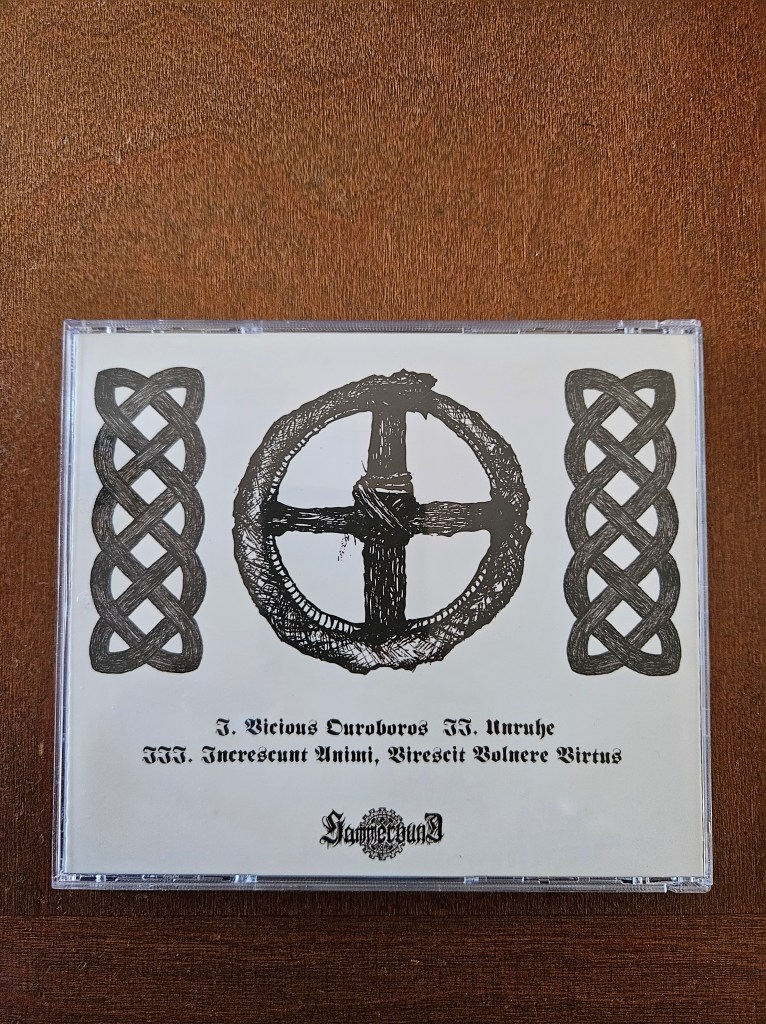 I. Vicious Ouroboros II. Unruhe
III. Increscunt Animi, Virescit Volnere Virtus
Hammerbund